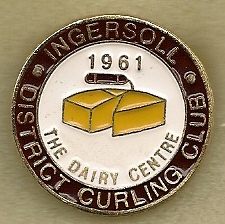 INGERSOLL
DISTRICT CURLING CLUB
1961
THE DAIRY CENTRE